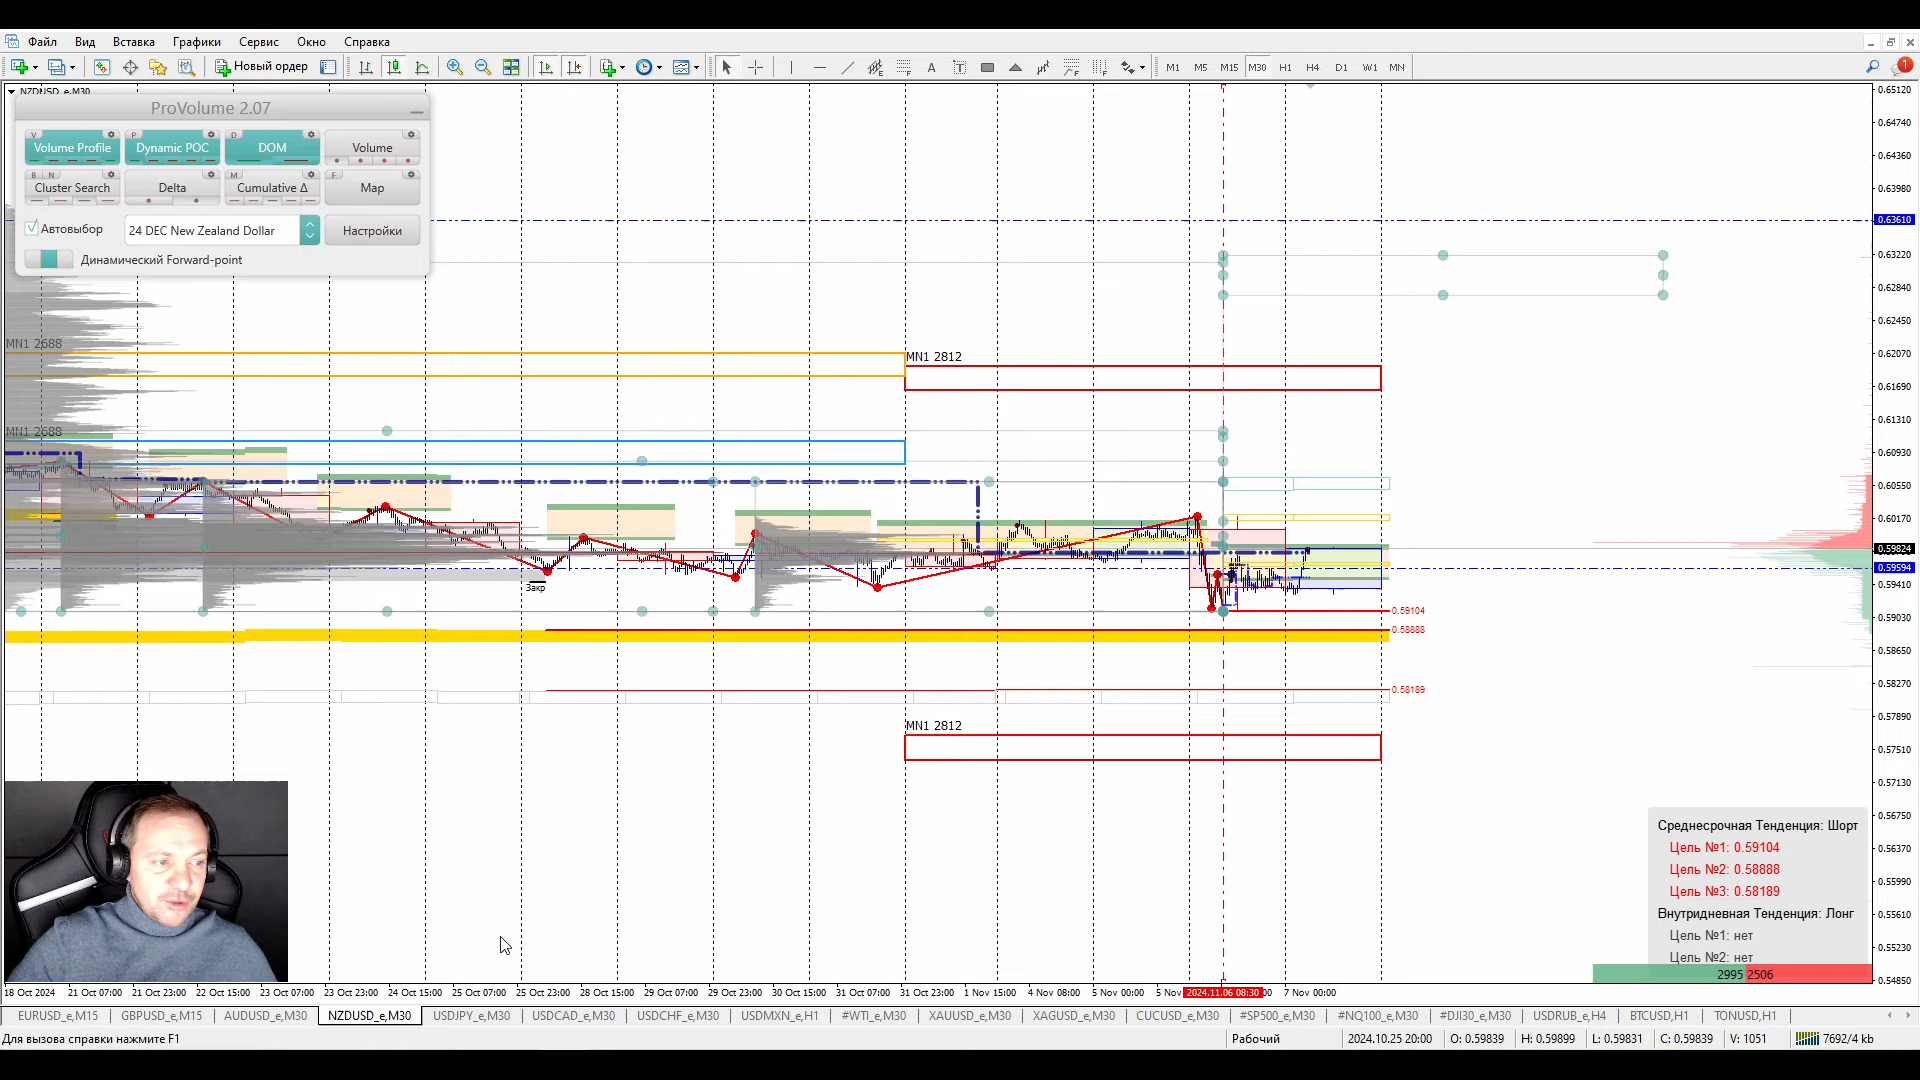 Файл Вид Вставка Графики Сервис Окно Справка
Новый ордер
A T M1 M5 M15 M30 H1 H4 D1 W1 MN 1
NZDUSD_e,M30
ProVolume 2.07
V P D
Volume Profile Dynamic POC DOM Volume
B N M F
Cluster Search Delta Cumulative Δ Map
Автовыбор 24 DEC New Zealand Dollar Настройки
Динамический Forward-point
MN1 2688
MN1 2812
MN1 2688
Закр
0.59104
0.58888
0.58189
MN1 2812
0.65120
0.64740
0.64360
0.63980
0.63610
0.63220
0.62840
0.62450
0.62070
0.61690
0.61310
0.60930
0.60550
0.60170
0.59824
0.59594
0.59410
0.59030
0.58650
0.58270
0.57890
0.57510
0.57130
0.56750
0.56370
0.55990
0.55610
0.55230
0.54850
Среднесрочная Тенденция: Шорт
Цель №1: 0.59104
Цель №2: 0.58888
Цель №3: 0.58189
Внутридневная Тенденция: Лонг
Цель №1: нет
Цель №2: нет
2995 2506
18 Oct 2024 21 Oct 07:00 21 Oct 23:00 22 Oct 15:00 23 Oct 07:00 23 Oct 23:00 24 Oct 15:00 25 Oct 07:00 25 Oct 23:00 28 Oct 15:00 29 Oct 07:00 29 Oct 23:00 30 Oct 15:00 31 Oct 07:00 31 Oct 23:00 1 Nov 15:00 4 Nov 08:00 5 Nov 00:00 5 Nov 2024.11.06 08:30 7 Nov 00:00
EURUSD_e,M15 GBPUSD_e,M15 AUDUSD_e,M30 NZDUSD_e,M30 USDJPY_e,M30 USDCAD_e,M30 USDCHF_e,M30 USDMXN_e,H1 #WTI_e,M30 XAUUSD_e,M30 XAGUSD_e,M30 CUCUSD_e,M30 #SP500_e,M30 #NQ100_e,M30 #DJI30_e,M30 USDRUB_e,H4 BTCUSD,H1 TONUSD,H1
Для вызова справки нажмите F1 Рабочий 2024.10.25 20:00 O: 0.59839 H: 0.59899 L: 0.59831 C: 0.59839 V: 1051 7692/4 kb